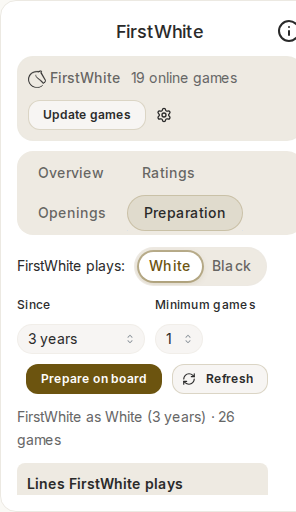 FirstWhite
FirstWhite 19 online games
Update games
Overview Ratings
Openings Preparation
FirstWhite plays: White Black
Since Minimum games
3 years 1
Prepare on board Refresh
FirstWhite as White (3 years) · 26
games
Lines FirstWhite plays